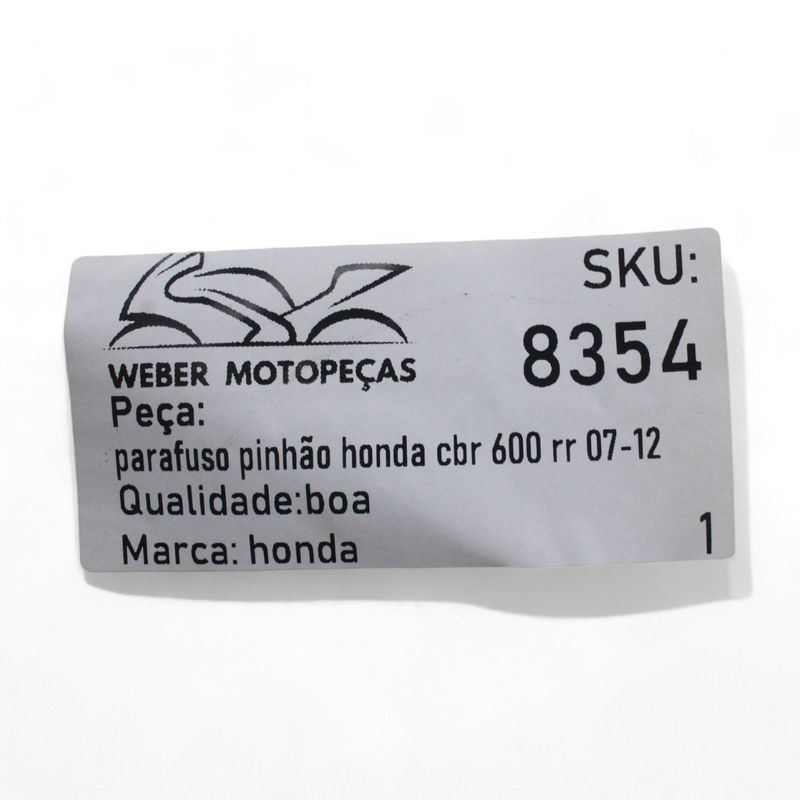 SKU:
8354
WEBER MOTOPEÇAS
Peça:
parafuso pinhão honda cbr 600 rr 07-12
Qualidade:boa
Marca: honda
1